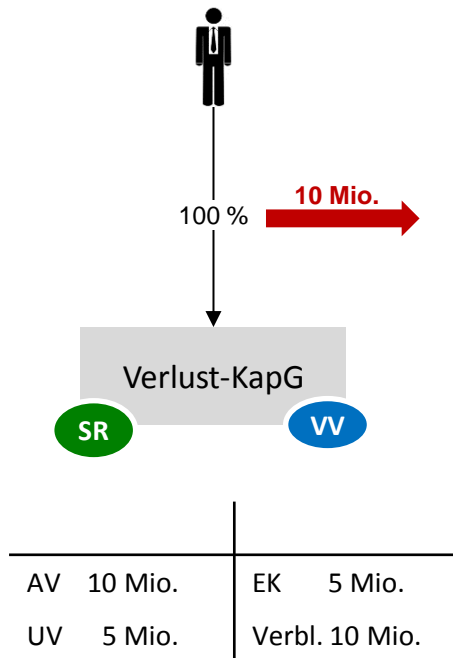 10 Mio.
100 %
Verlust-KapG
SR
VV
AV 10 Mio. EK 5 Mio.
UV 5 Mio. Verbl. 10 Mio.